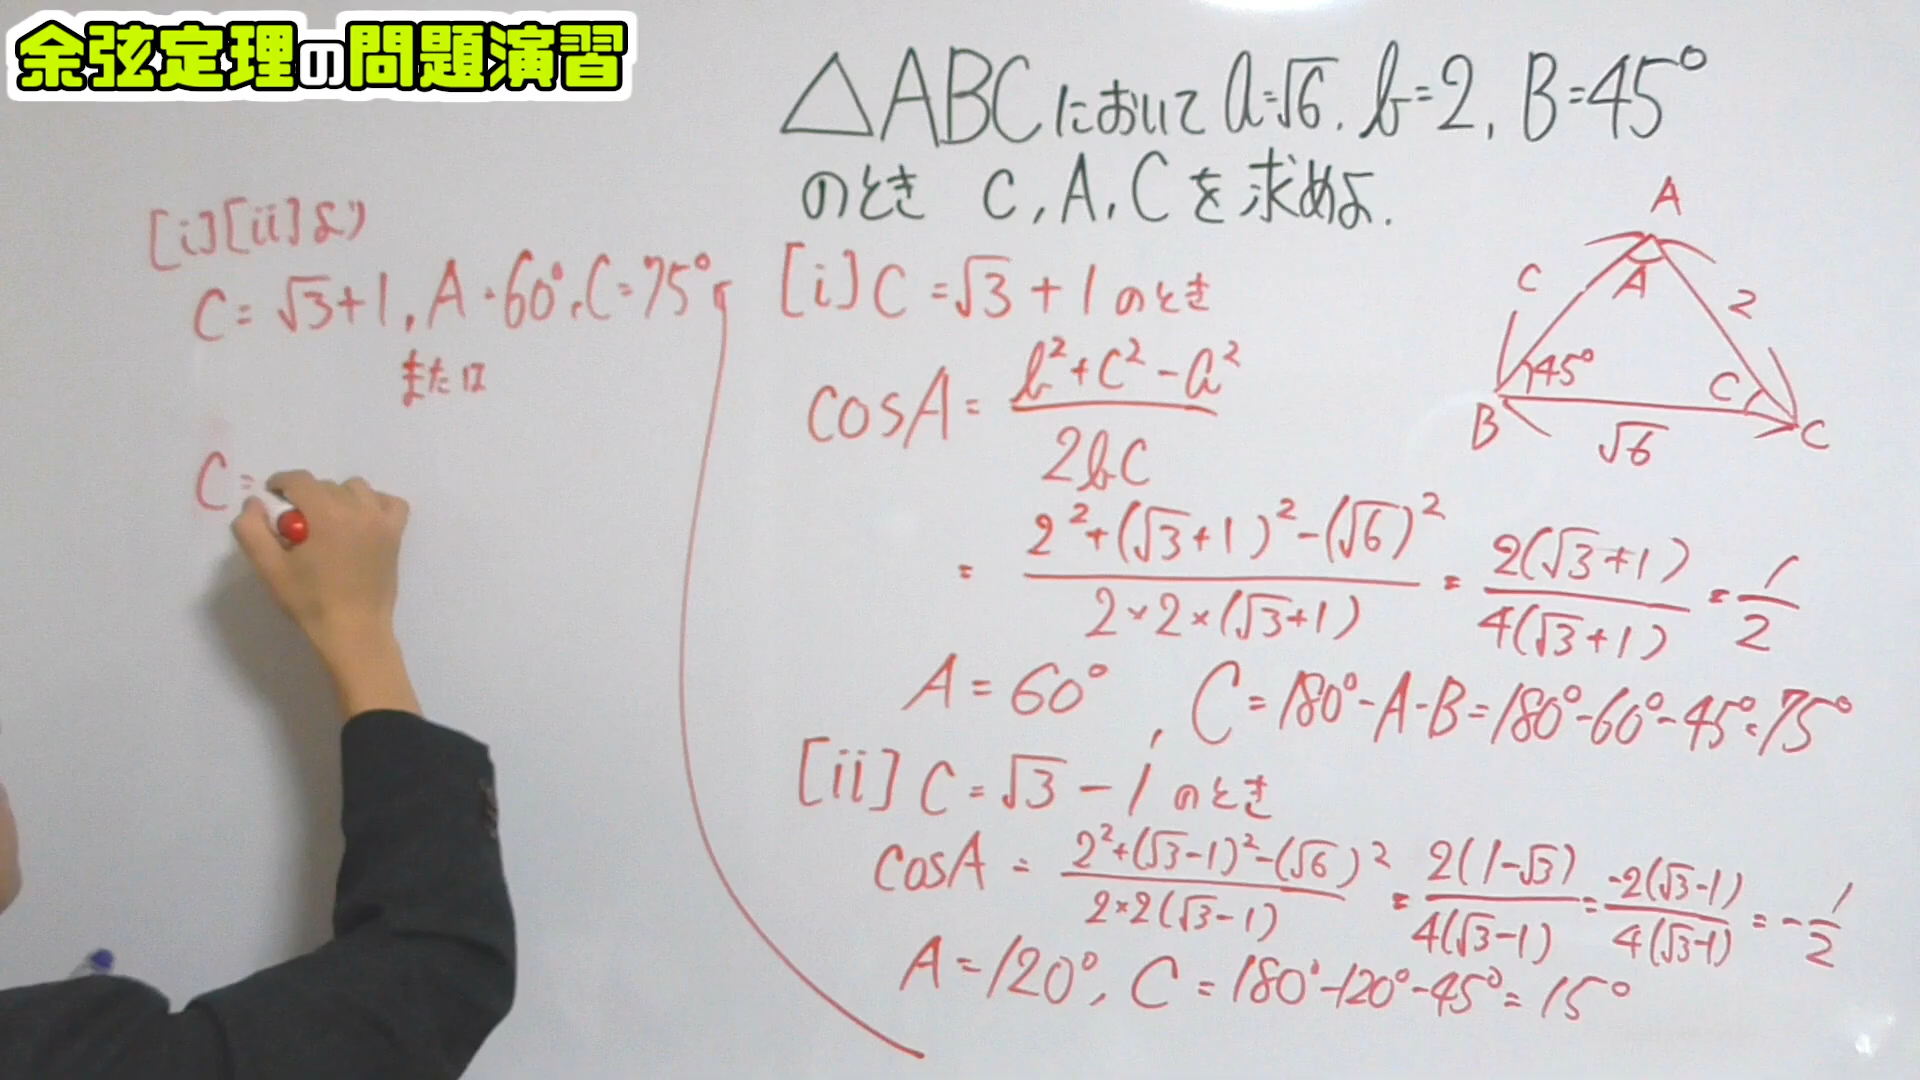 余弦定理の問題演習
△ABCにおいて a=√6, b=2, B=45°
のとき c, A, C を求めよ.
[i][ii]より
C=√3+1, A=60°, C=75°
または
C=
[i] C=√3+1 のとき
cosA= (b²+c²-a²)/(2bc)
= (2²+(√3+1)²-(√6)²)/(2×2×(√3+1)) = 2(√3+1)/4(√3+1) = 1/2
A=60°, C=180°-A-B=180°-60°-45°=75°
[ii] C=√3-1 のとき
cosA = (2²+(√3-1)²-(√6)²)/(2×2(√3-1)) = 2(1-√3)/4(√3-1) = -2(√3-1)/4(√3-1) = -1/2
A=120°, C=180°-120°-45°=15°
A
C
A
2
45°
C
B
√6
C